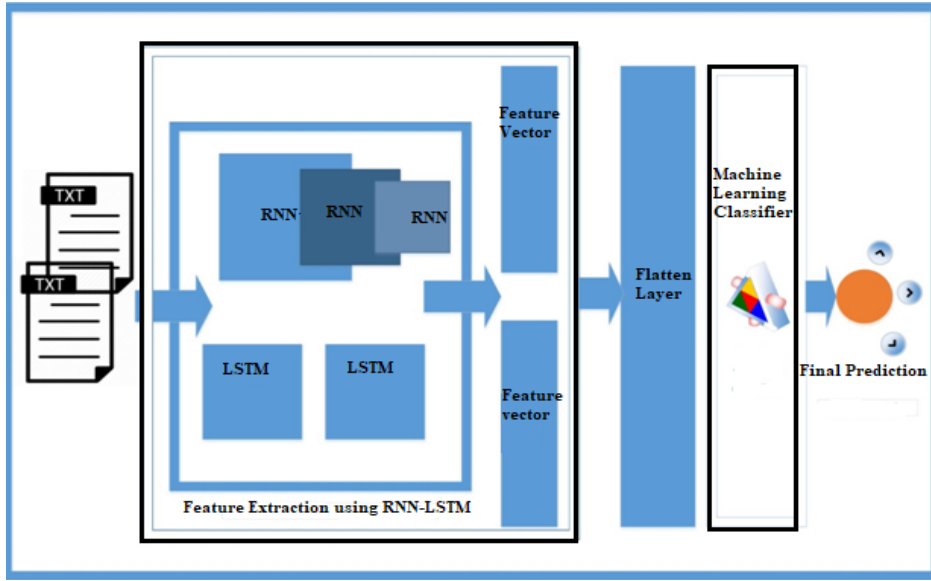 TXT
TXT
RNN
RNN
RNN
LSTM
LSTM
Feature Extraction using RNN-LSTM
Feature
Vector
Feature
vector
Flatten
Layer
Machine
Learning
Classifier
Final Prediction